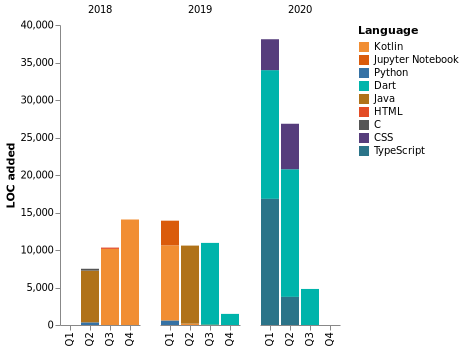 2018 2019 2020
Language
Kotlin
Jupyter Notebook
Python
Dart
Java
HTML
C
CSS
TypeScript
LOC added
40,000
35,000
30,000
25,000
20,000
15,000
10,000
5,000
0
Q1 Q2 Q3 Q4 Q1 Q2 Q3 Q4 Q1 Q2 Q3 Q4